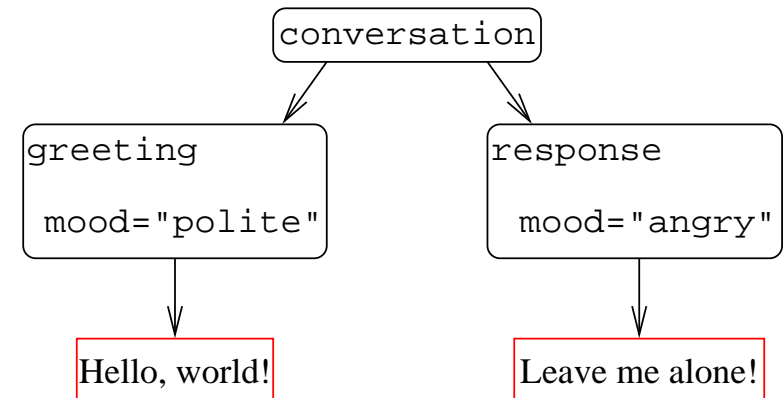 conversation
greeting
mood="polite"
response
mood="angry"
Hello, world!
Leave me alone!